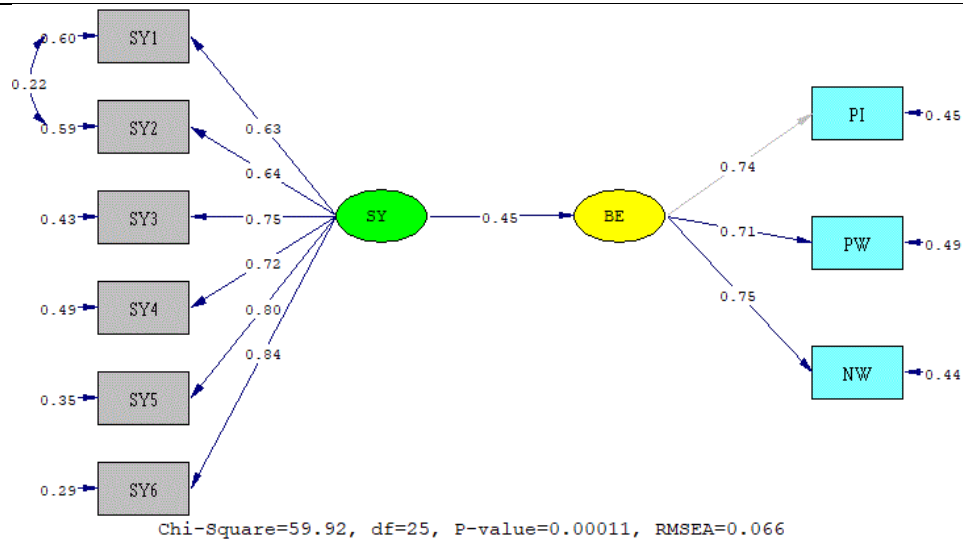 0.60 SY1
0.22
0.59 SY2
0.43 SY3
0.49 SY4
0.35 SY5
0.29 SY6
0.63
0.64
0.75
0.72
0.80
0.84
SY
0.45
BE
0.74
0.71
0.75
PI 0.45
PW 0.49
NW 0.44
Chi-Square=59.92, df=25, P-value=0.00011, RMSEA=0.066